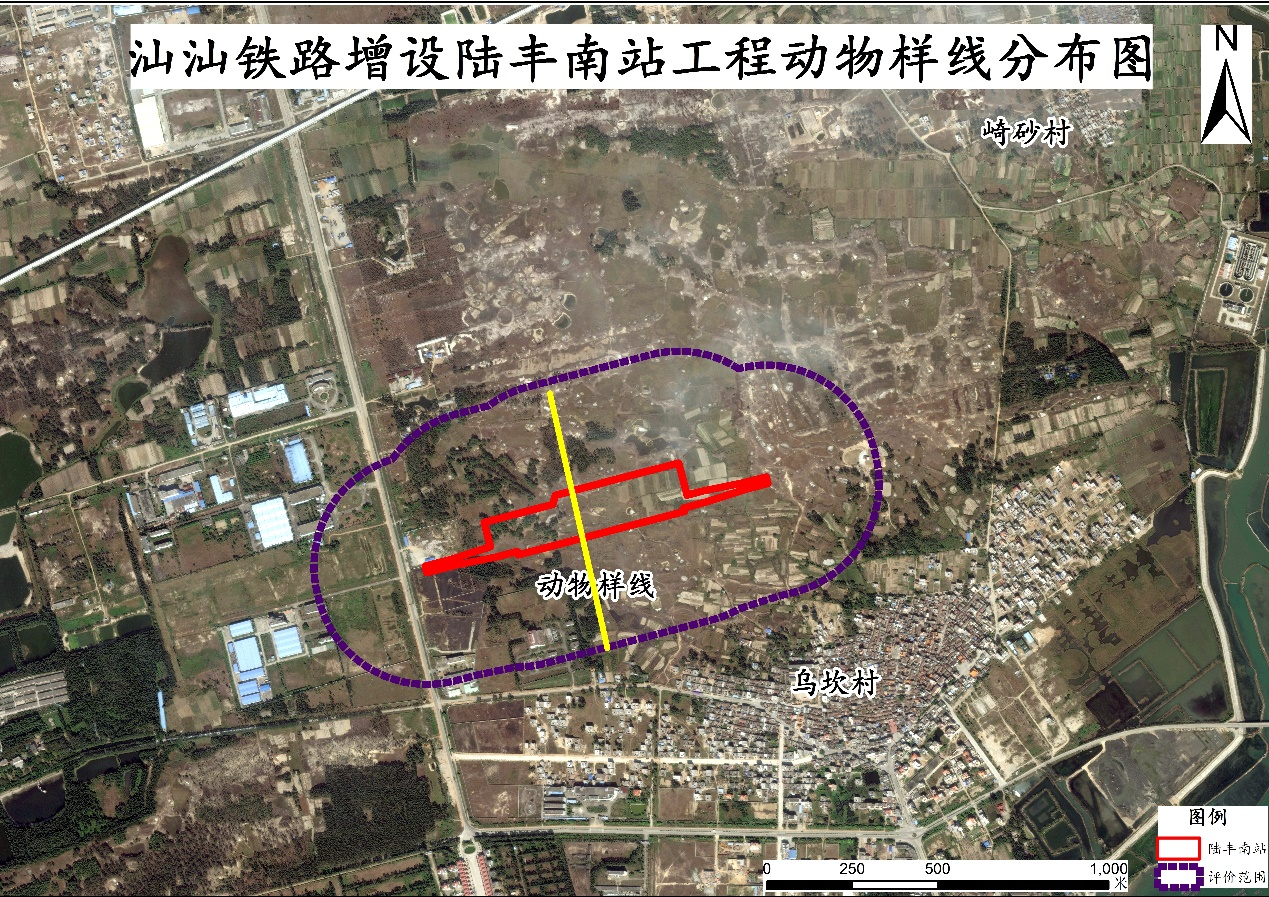 汕汕铁路增设陆丰南站工程动物样线分布图
N
崎砂村
动物样线
乌坎村
图例
陆丰南站
评价范围
0 250 500 1,000
米